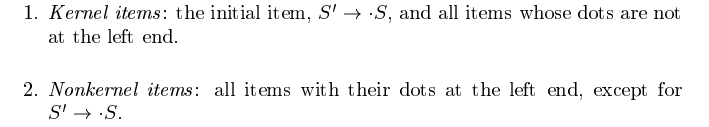 1. Kernel items: the initial item, S′ → ·S, and all items whose dots are not
at the left end.
2. Nonkernel items: all items with their dots at the left end, except for
S′ → ·S.